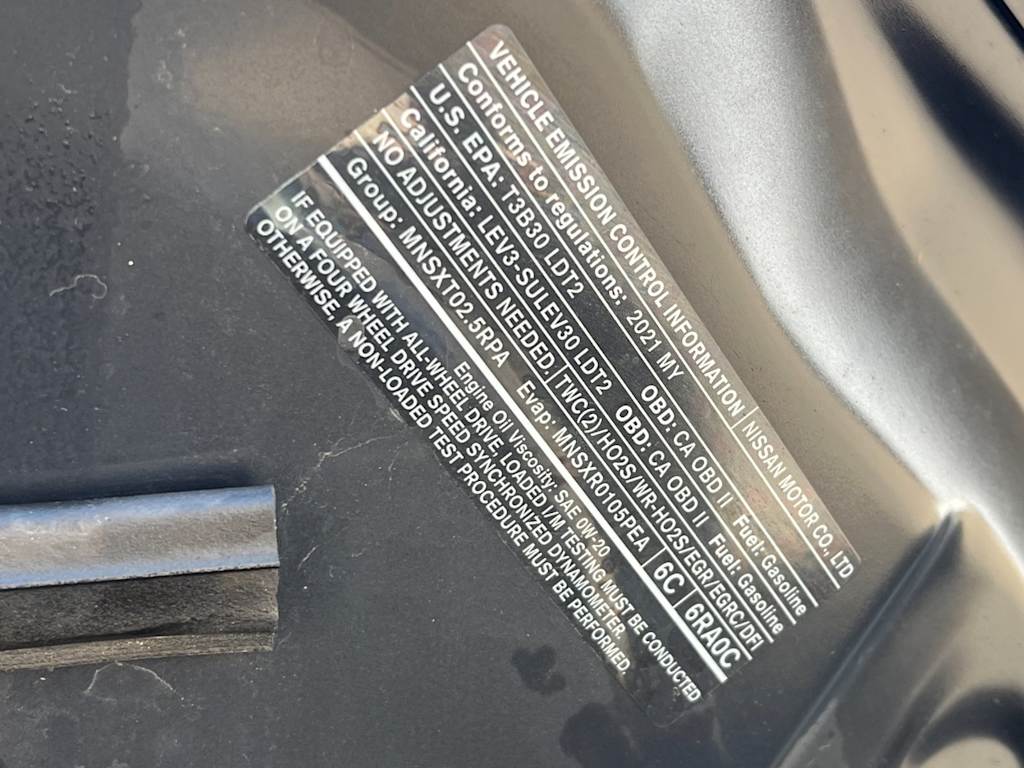 VEHICLE EMISSION CONTROL INFORMATION | NISSAN MOTOR CO., LTD
Conforms to regulations: 2021 MY
U.S. EPA: T3B30 LDT2 OBD: CA OBD II Fuel: Gasoline
California: LEV3-SULEV30 LDT2 OBD: CA OBD II Fuel: Gasoline
NO ADJUSTMENTS NEEDED. TWC(2)/HO2S/WR-HO2S/EGR/EGRC/DFI
Group: MNSXT02.5RPA Evap: MNSXR0105PEA 6C 6RA0C
Engine Oil Viscosity: SAE 0W-20
IF EQUIPPED WITH ALL-WHEEL DRIVE, LOADED I/M TESTING MUST BE CONDUCTED
ON A FOUR WHEEL DRIVE SPEED SYNCHRONIZED DYNAMOMETER.
OTHERWISE, A NON-LOADED TEST PROCEDURE MUST BE PERFORMED.